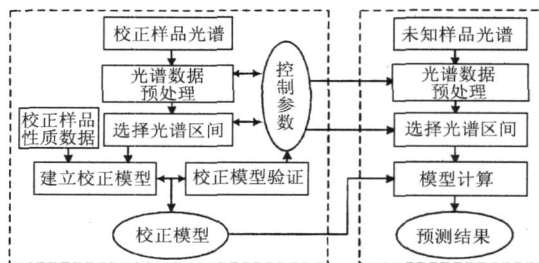 校正样品光谱
光谱数据
预处理
校正样品
性质数据
选择光谱区间
建立校正模型
校正模型验证
校正模型
控制参数
未知样品光谱
光谱数据
预处理
选择光谱区间
模型计算
预测结果